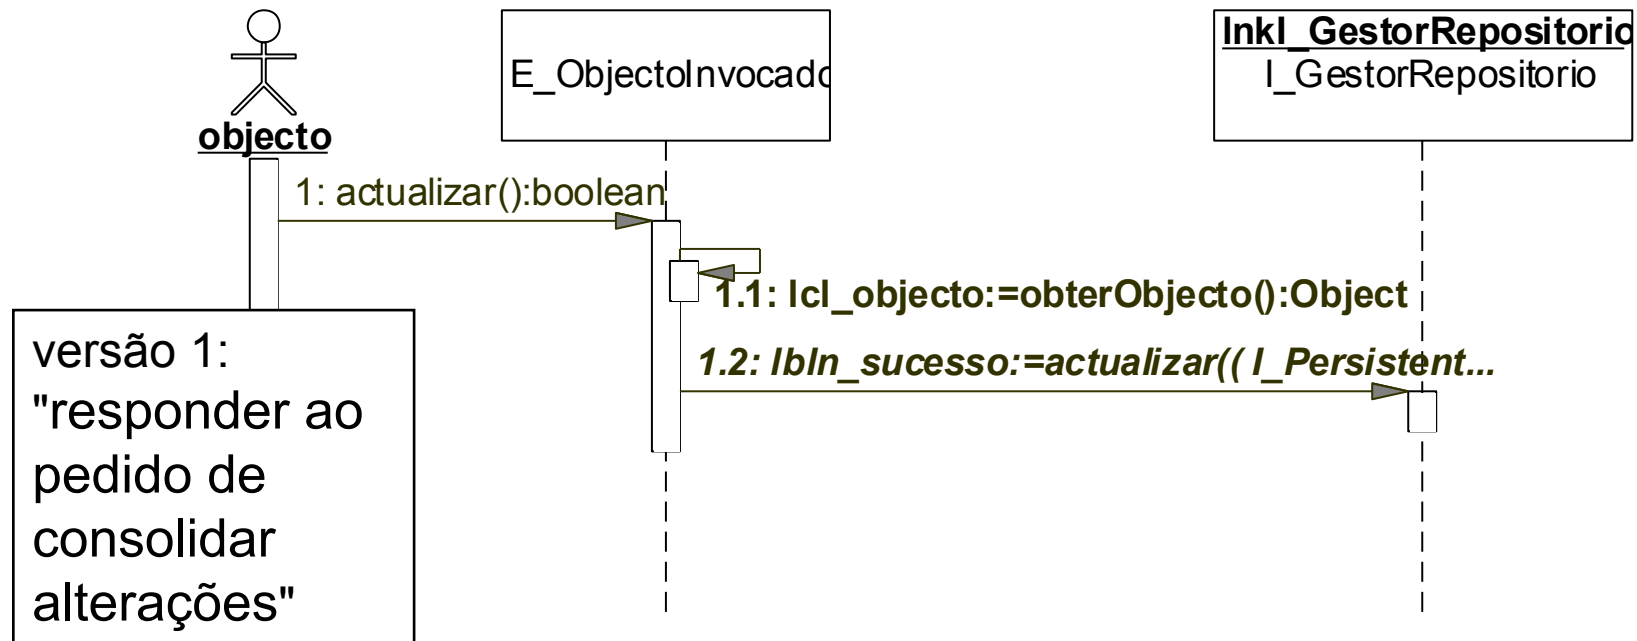 objecto
E_ObjectoInvocado
lnkI_GestorRepositorio
I_GestorRepositorio
1: actualizar():boolean
1.1: lcl_objecto:=obterObjecto():Object
1.2: lbln_sucesso:=actualizar(( I_Persistent...
versão 1:
"responder ao
pedido de
consolidar
alterações"